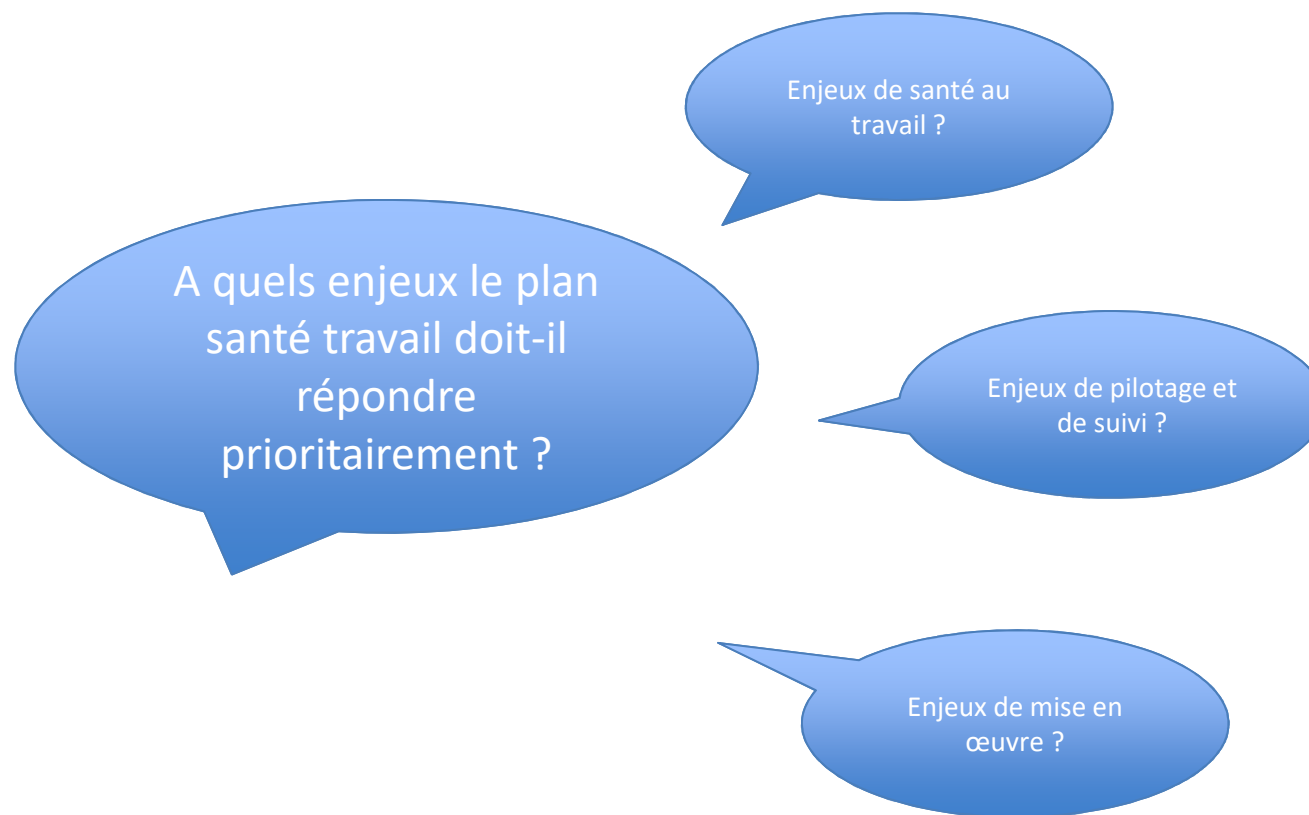 Enjeux de santé au
travail ?
A quels enjeux le plan
santé travail doit-il
répondre
prioritairement ?
Enjeux de pilotage et
de suivi ?
Enjeux de mise en
œuvre ?